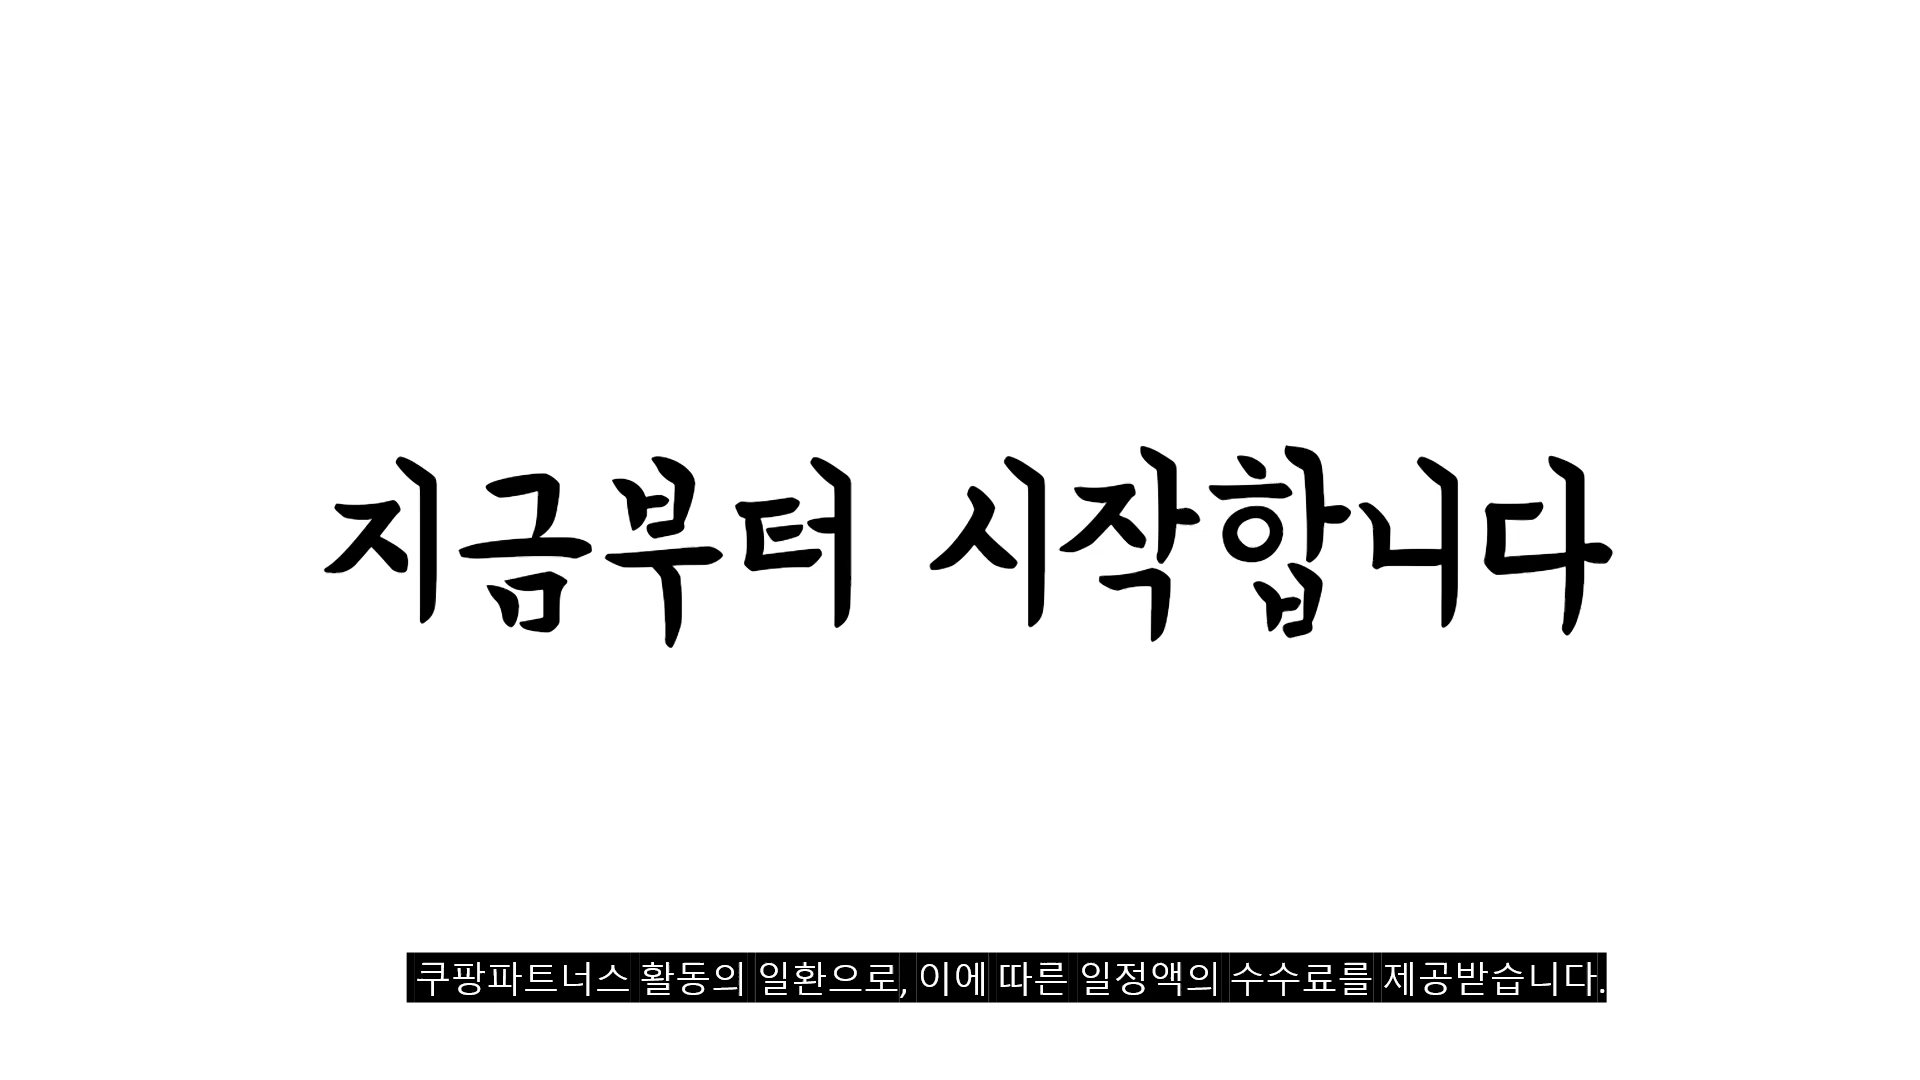 지금부터 시작합니다
쿠팡파트너스 활동의 일환으로, 이에 따른 일정액의 수수료를 제공받습니다.